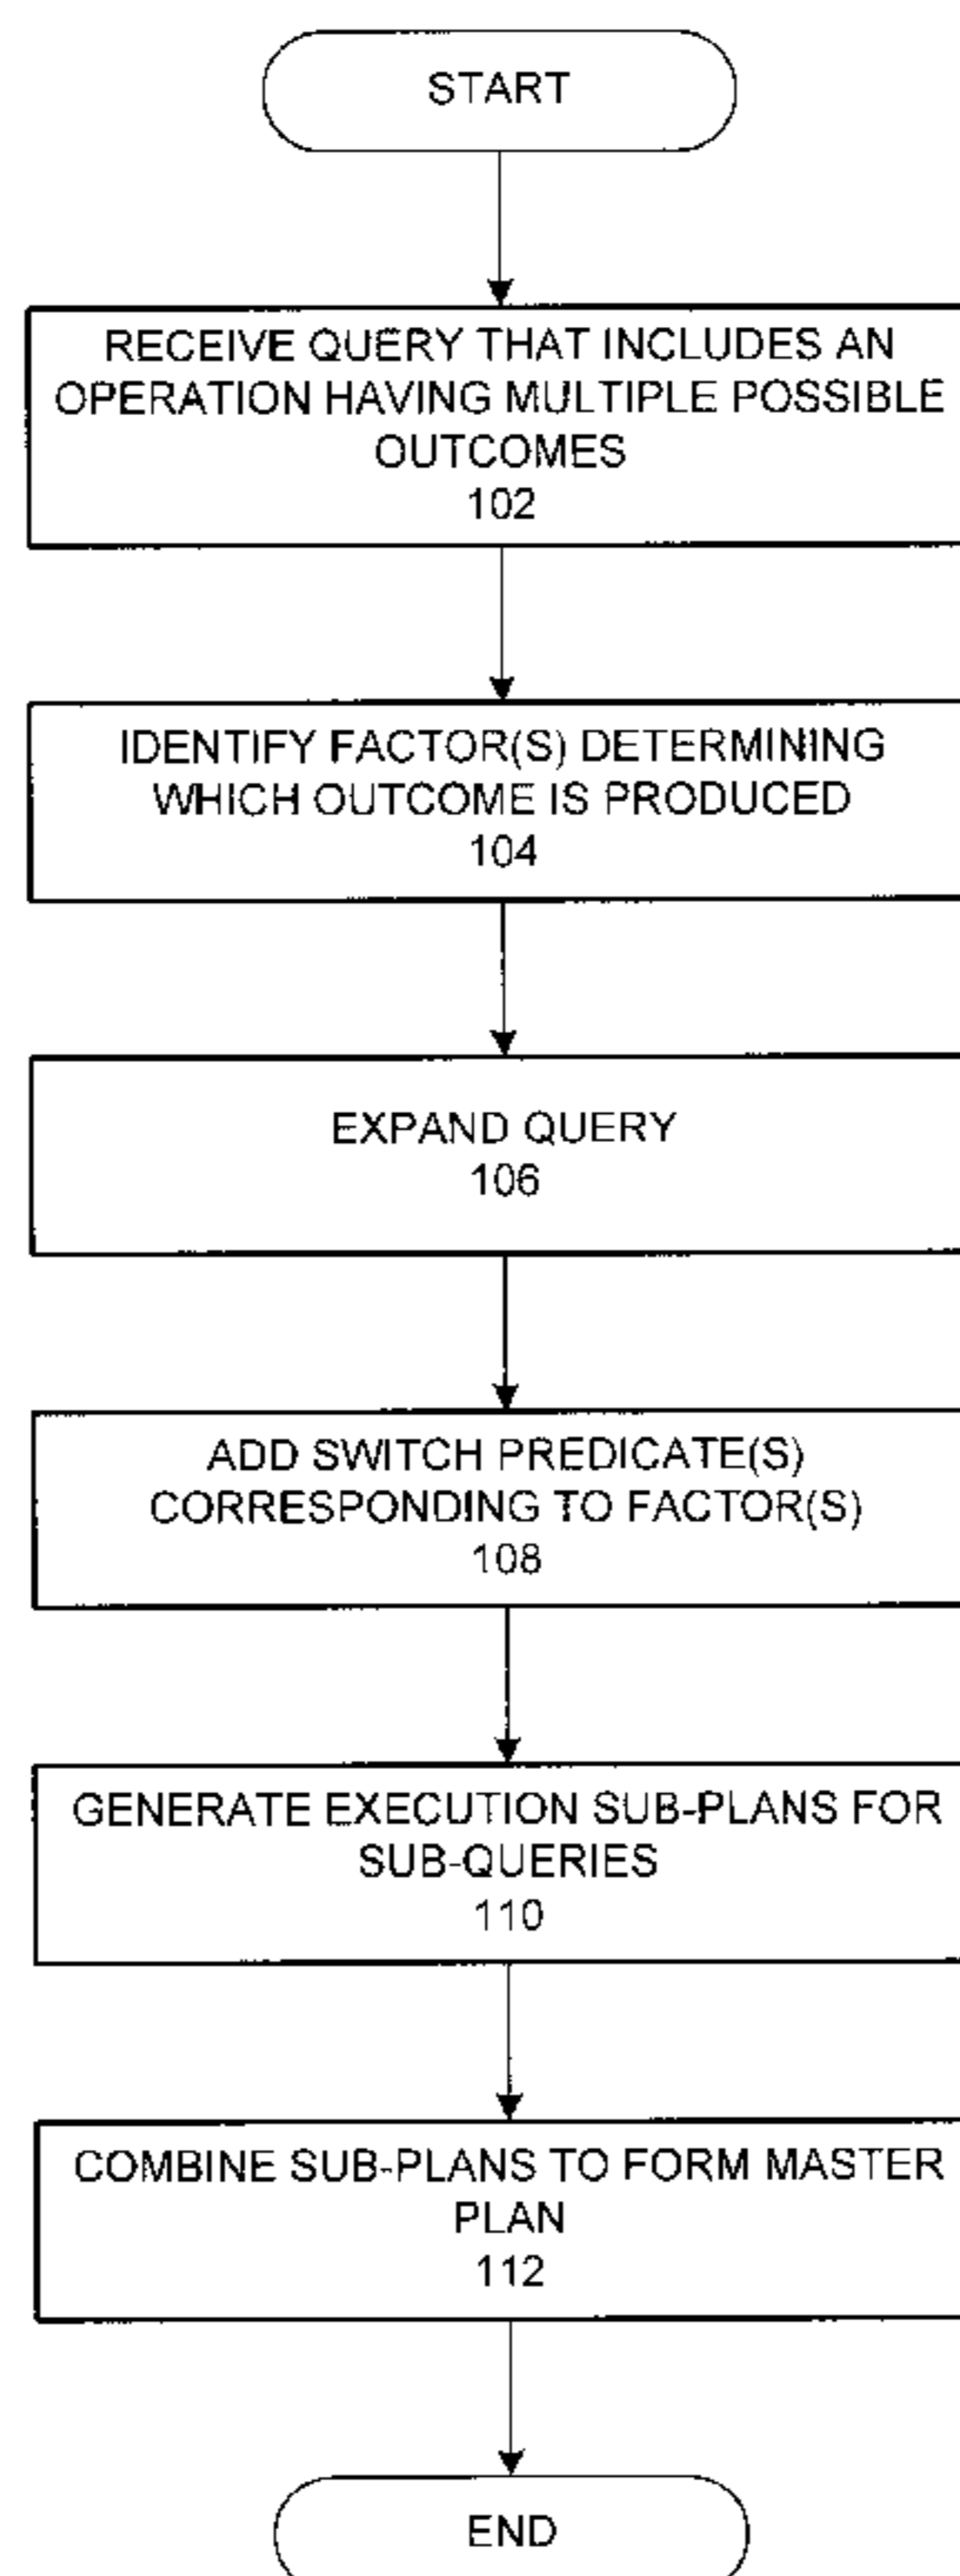 START
RECEIVE QUERY THAT INCLUDES AN
OPERATION HAVING MULTIPLE POSSIBLE
OUTCOMES
102
IDENTIFY FACTOR(S) DETERMINING
WHICH OUTCOME IS PRODUCED
104
EXPAND QUERY
106
ADD SWITCH PREDICATE(S)
CORRESPONDING TO FACTOR(S)
108
GENERATE EXECUTION SUB-PLANS FOR
SUB-QUERIES
110
COMBINE SUB-PLANS TO FORM MASTER
PLAN
112
END